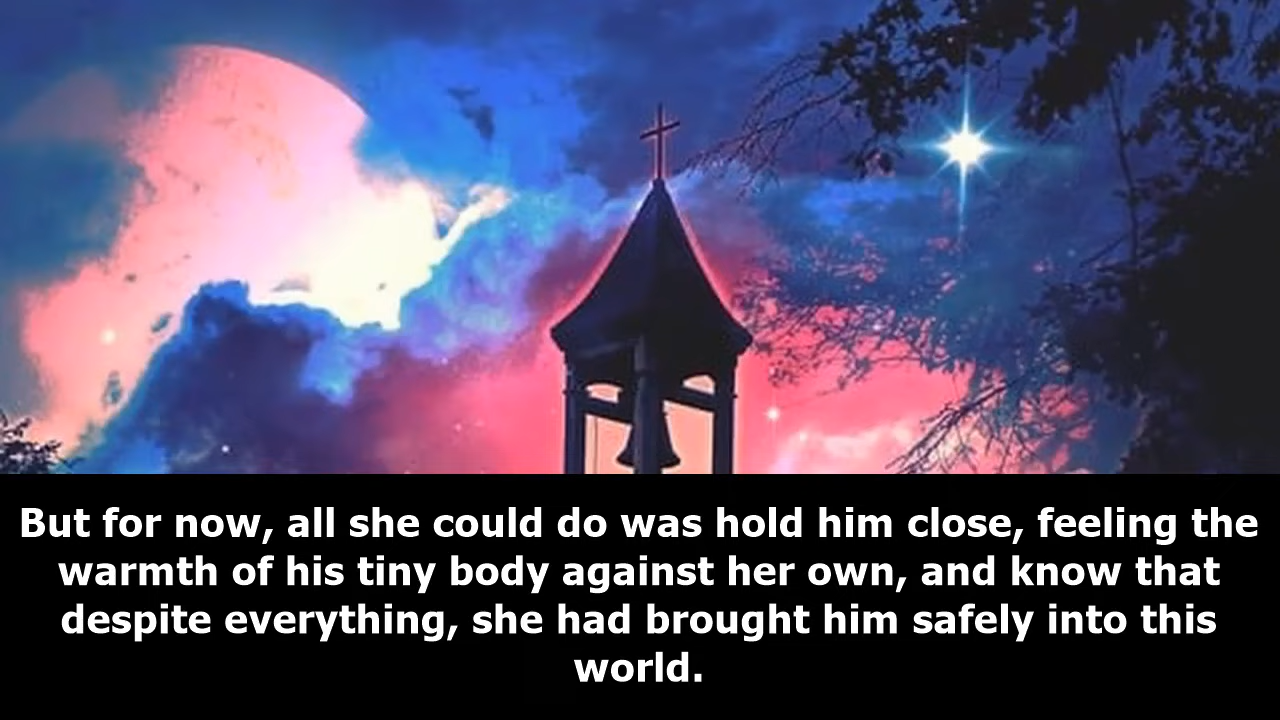 But for now, all she could do was hold him close, feeling the
warmth of his tiny body against her own, and know that
despite everything, she had brought him safely into this
world.